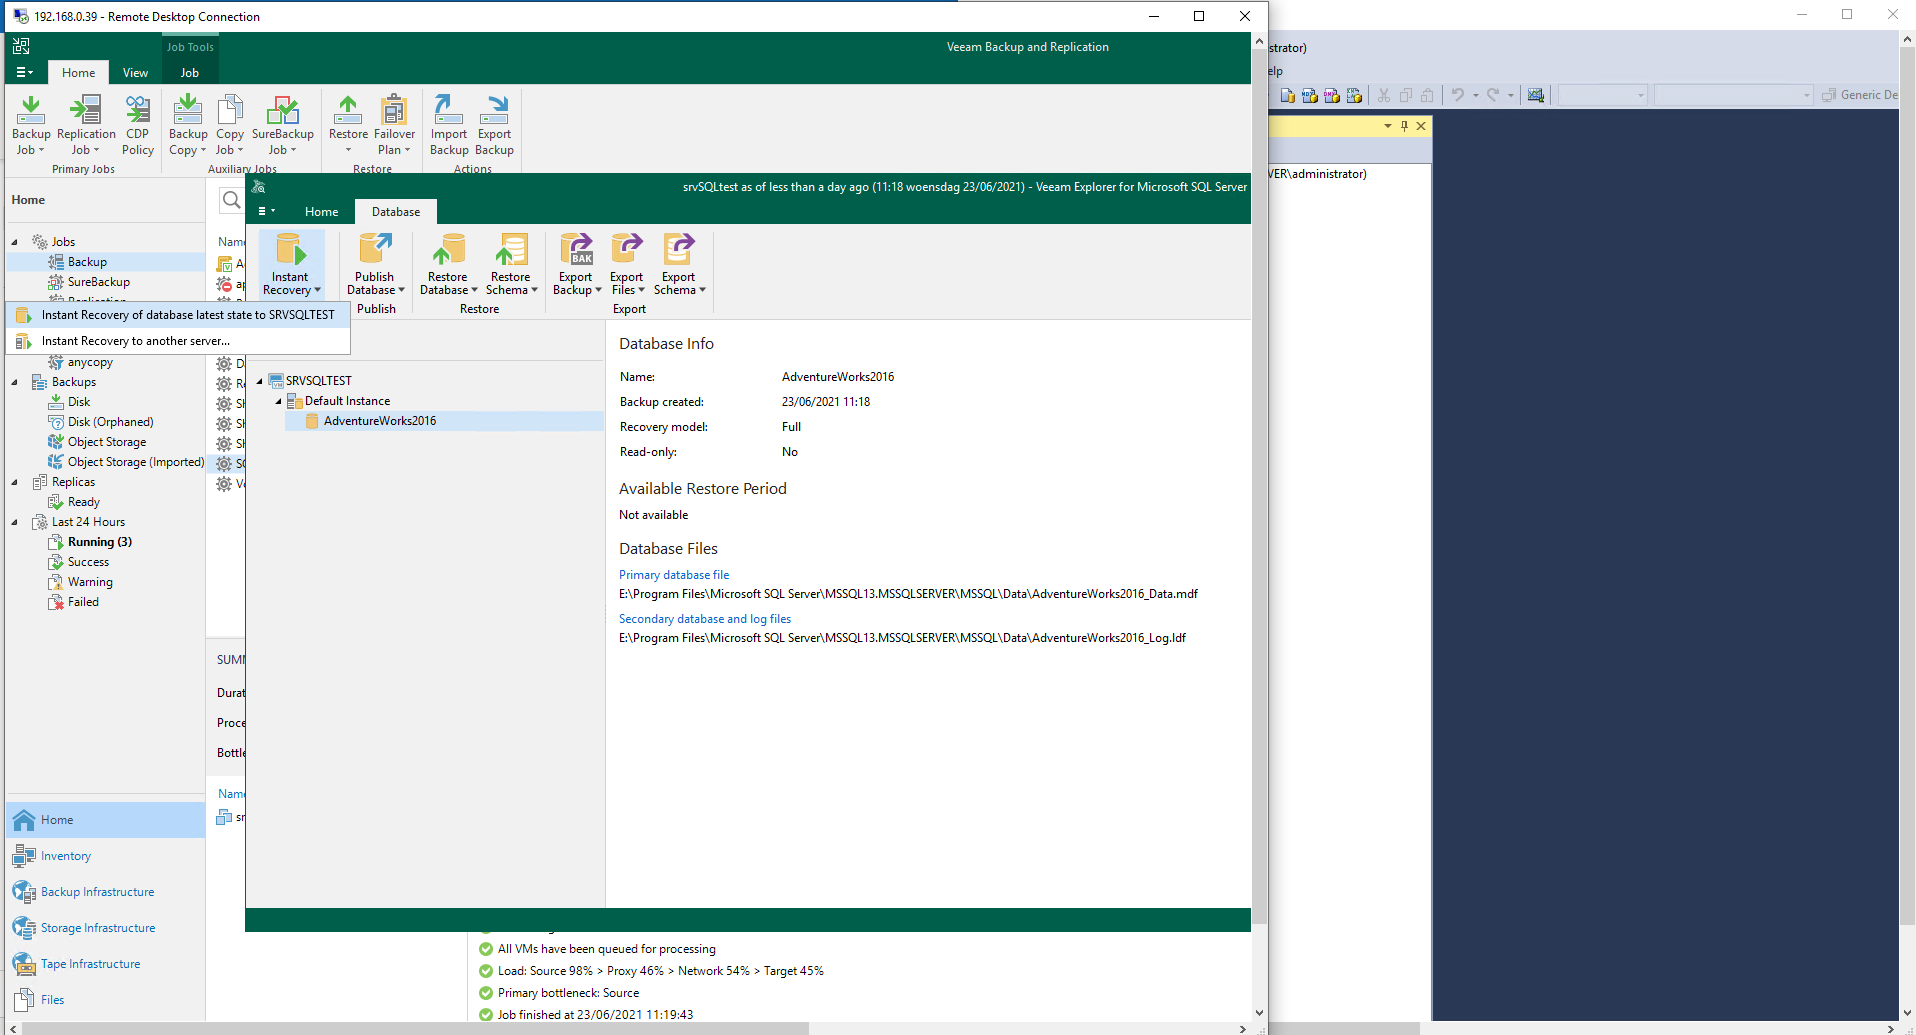 192.168.0.39 - Remote Desktop Connection
Job Tools
Veeam Backup and Replication
Home
View
Job
Backup Job
Replication Job
CDP Policy
Backup Copy
Copy Job
SureBackup Job
Restore
Failover Plan
Import Backup
Export Backup
Primary Jobs
Auxiliary Jobs
Restore
Actions
strator)
elp
Generic De
VER\administrator)
Home
Jobs
Backup
SureBackup
Replication
anycopy
Backups
Disk
Disk (Orphaned)
Object Storage
Object Storage (Imported)
Replicas
Ready
Last 24 Hours
Running (3)
Success
Warning
Failed
Home
Inventory
Backup Infrastructure
Storage Infrastructure
Tape Infrastructure
Files
Name
SUMM
Durat
Proce
Bottle
Name
sr
srvSQLtest as of less than a day ago (11:18 woensdag 23/06/2021) - Veeam Explorer for Microsoft SQL Server
Home
Database
Instant Recovery
Publish Database
Restore Database
Restore Schema
BAK
Export Backup
Export Files
Export Schema
Publish
Restore
Export
Instant Recovery of database latest state to SRVSQLTEST
Instant Recovery to another server...
SRVSQLTEST
Default Instance
AdventureWorks2016
Database Info
Name: AdventureWorks2016
Backup created: 23/06/2021 11:18
Recovery model: Full
Read-only: No
Available Restore Period
Not available
Database Files
Primary database file
E:\Program Files\Microsoft SQL Server\MSSQL13.MSSQLSERVER\MSSQL\Data\AdventureWorks2016_Data.mdf
Secondary database and log files
E:\Program Files\Microsoft SQL Server\MSSQL13.MSSQLSERVER\MSSQL\Data\AdventureWorks2016_Log.ldf
All VMs have been queued for processing
Load: Source 98% > Proxy 46% > Network 54% > Target 45%
Primary bottleneck: Source
Job finished at 23/06/2021 11:19:43